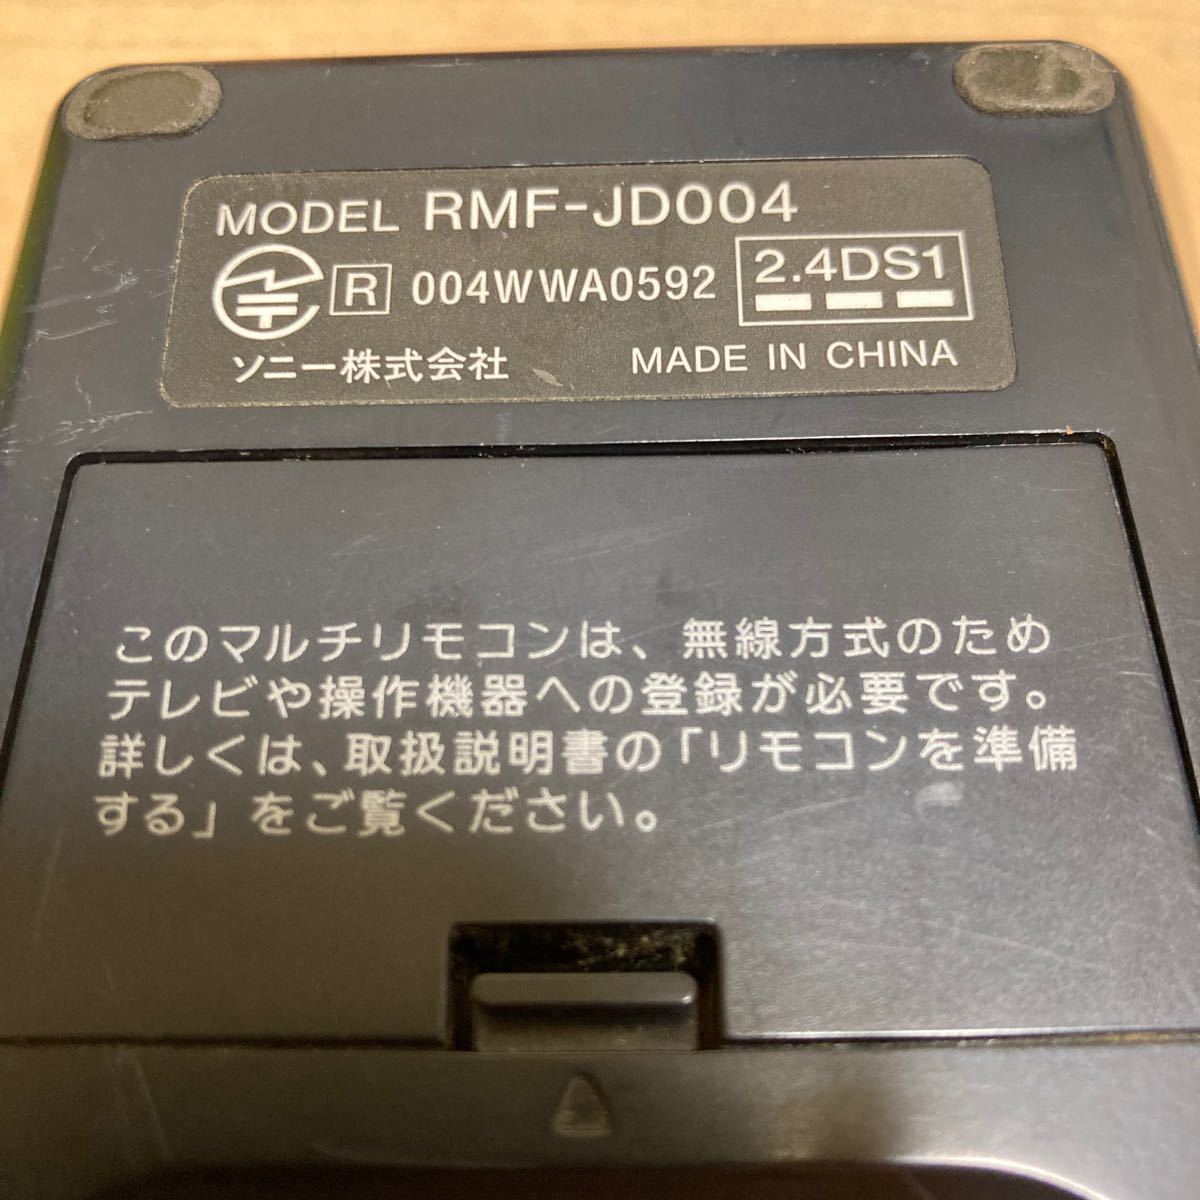 MODEL RMF-JD004
R 004WWA0592 2.4DS1
ソニー株式会社 MADE IN CHINA
このマルチリモコンは、無線方式のため
テレビや操作機器への登録が必要です。
詳しくは、取扱説明書の「リモコンを準備
する」をご覧ください。